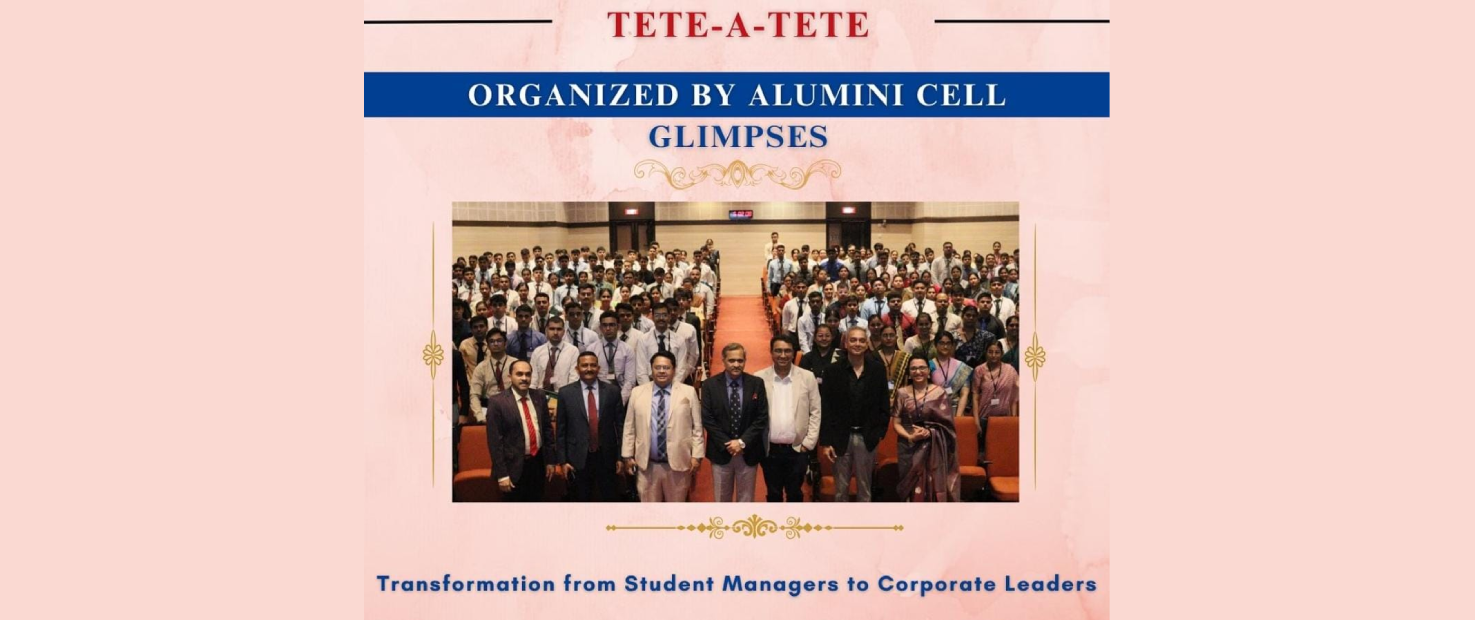 TETE-A-TETE
ORGANIZED BY ALUMINI CELL
GLIMPSES
Transformation from Student Managers to Corporate Leaders